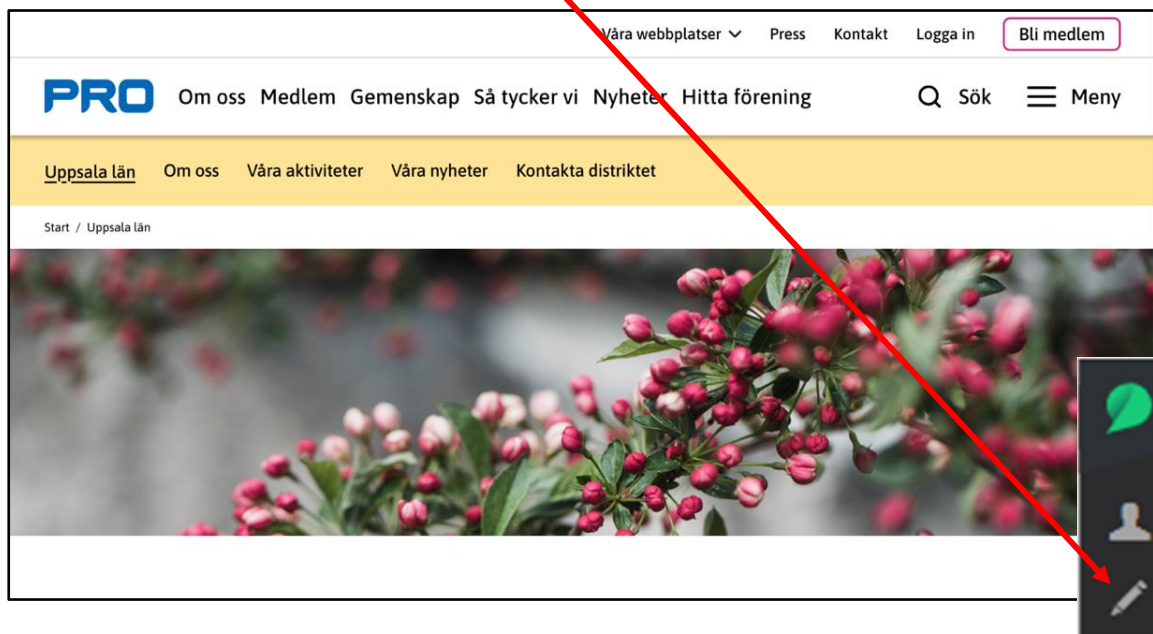 Våra webbplatser Press Kontakt Logga in Bli medlem
PRO Om oss Medlem Gemenskap Så tycker vi Nyheter Hitta förening Sök Meny
Uppsala län Om oss Våra aktiviteter Våra nyheter Kontakta distriktet
Start / Uppsala län